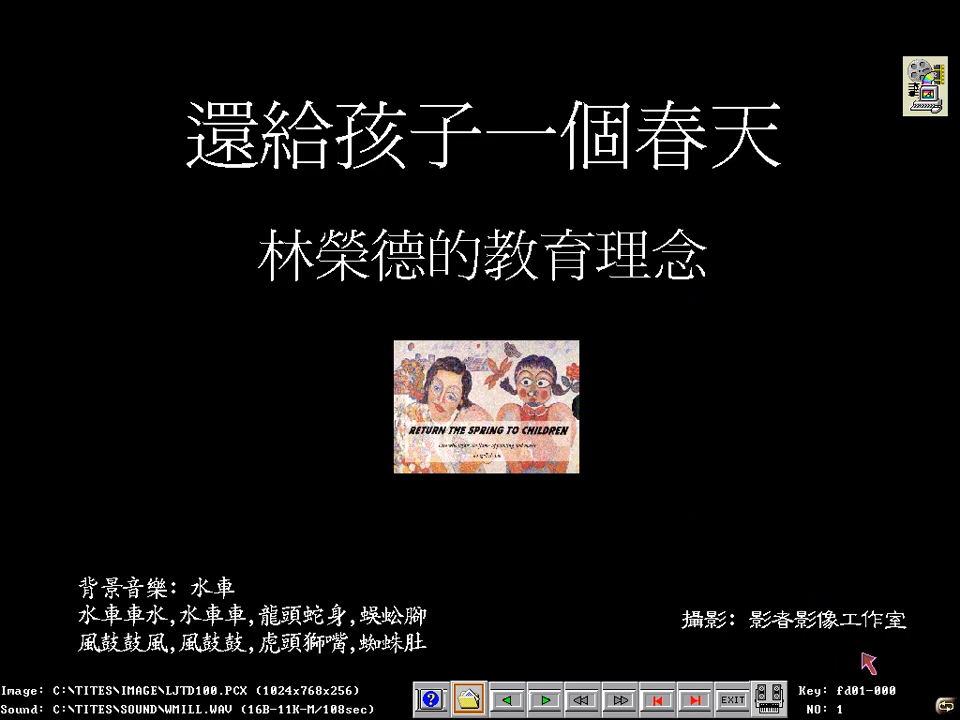 還給孩子一個春天
林榮德的教育理念
RETURN THE SPRING TO CHILDREN
背景音樂: 水車
水車車水,水車車,龍頭蛇身,蜈蚣腳
風鼓鼓風,風鼓鼓,虎頭獅嘴,蜘蛛肚
攝影: 影者影像工作室
Image: C:\TITES\IMAGE\LJTD100.PCX (1024x768x256)
Sound: C:\TITES\SOUND\WMILL.WAV (16B-11K-M/108sec)
EXIT
Key: fd01-000
NO: 1